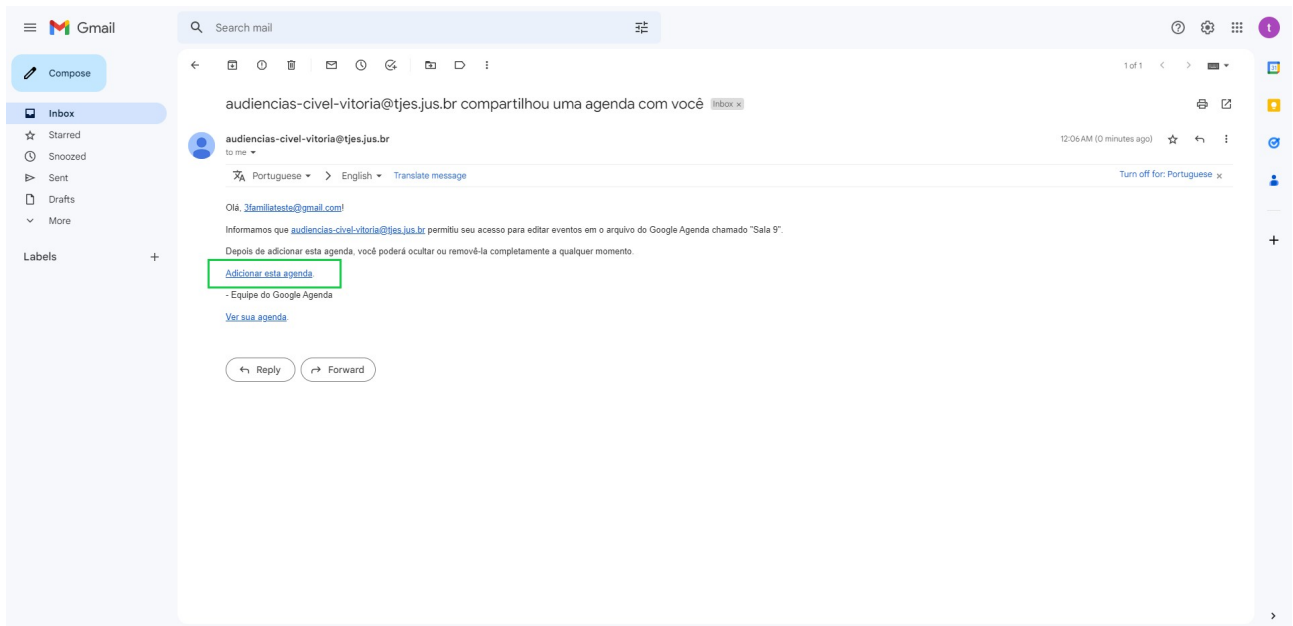 Gmail
Search mail
t
Compose
1 of 1
Inbox
Starred
Snoozed
Sent
Drafts
More
Labels
audiencias-civel-vitoria@tjes.jus.br compartilhou uma agenda com você Inbox x
audiencias-civel-vitoria@tjes.jus.br
12:06 AM (0 minutes ago)
to me
Portuguese > English Translate message
Turn off for: Portuguese x
Olá, 3familiateste@gmail.com!
Informamos que audiencias-civel-vitoria@tjes.jus.br permitiu seu acesso para editar eventos em o arquivo do Google Agenda chamado "Sala 9".
Depois de adicionar esta agenda, você poderá ocultar ou removê-la completamente a qualquer momento.
Adicionar esta agenda.
- Equipe do Google Agenda
Ver sua agenda.
Reply
Forward